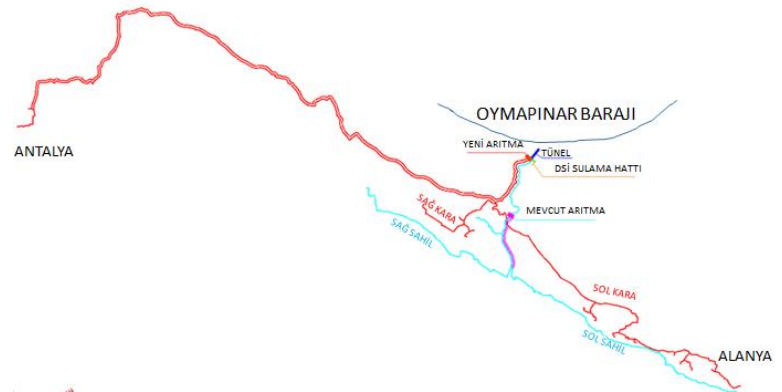 OYMAPINAR BARAJI
YENİ ARITMA
TÜNEL
DSİ SULAMA HATTI
ANTALYA
SAĞ KARA
MEVCUT ARITMA
SAĞ SAHİL
SOL KARA
SOL SAHİL
ALANYA